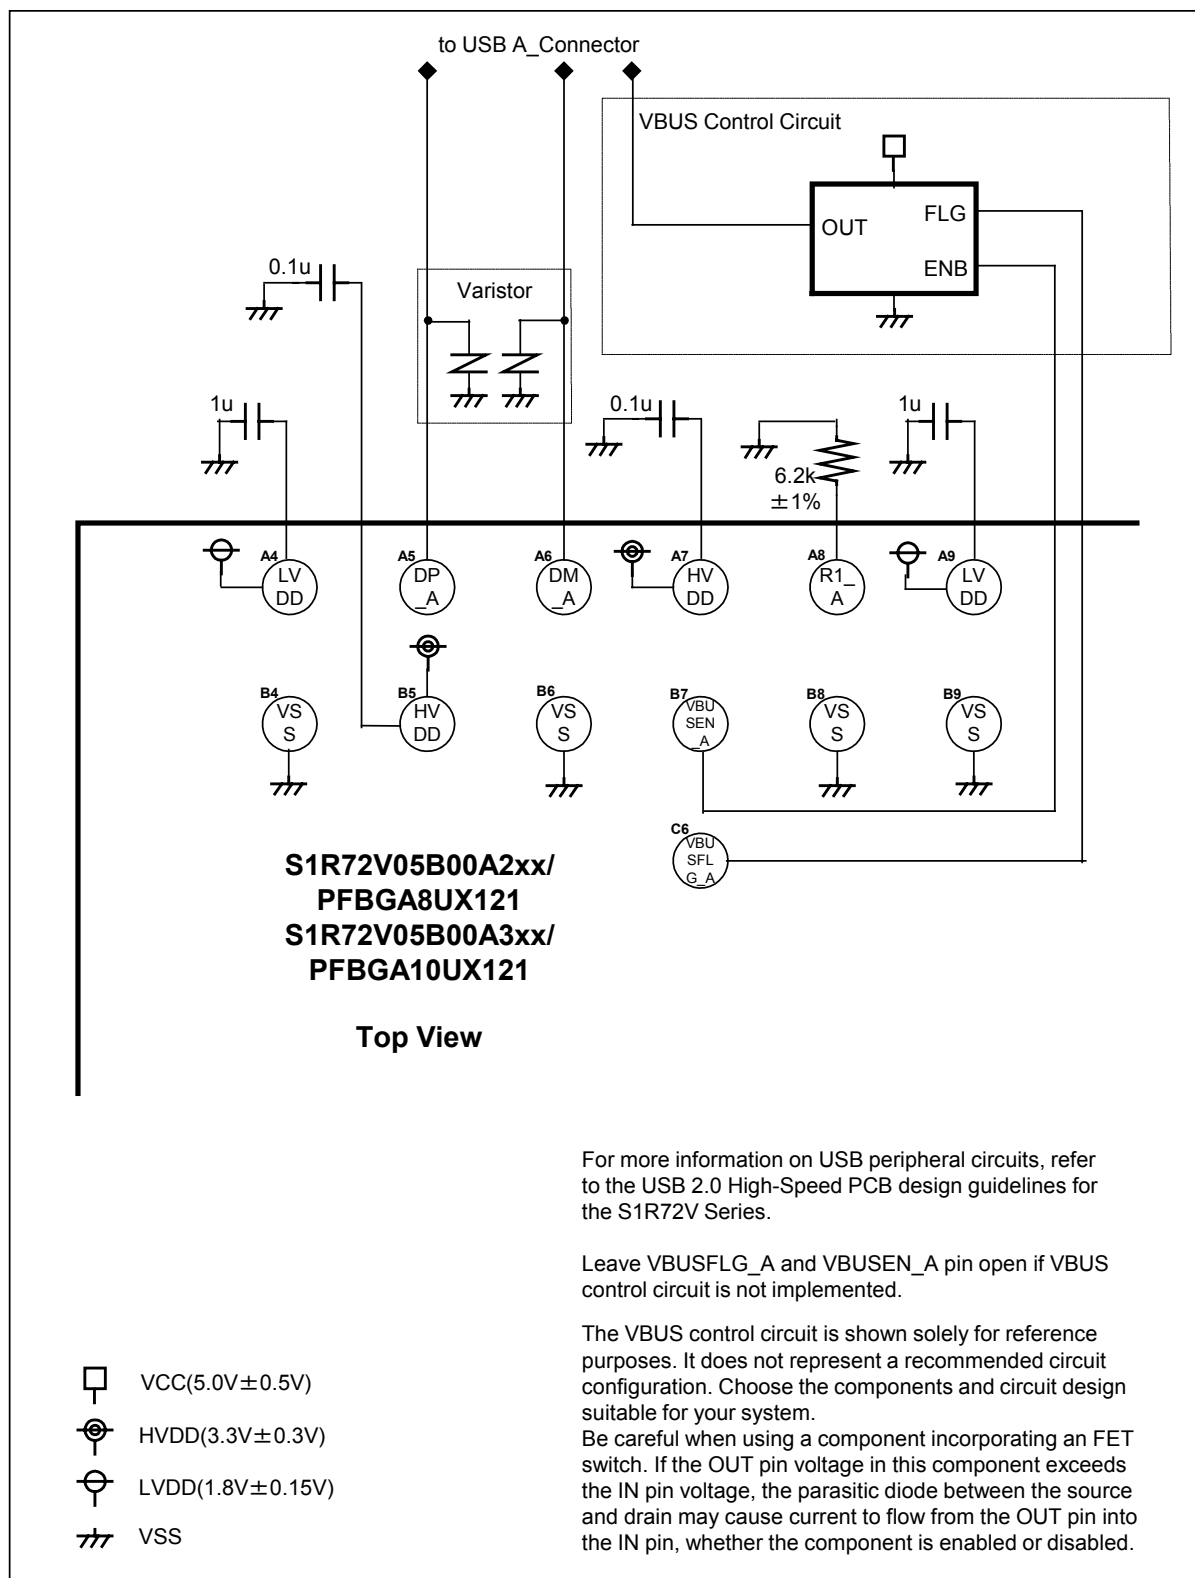 to USB A_Connector
VBUS Control Circuit
OUT
FLG
ENB
0.1u
Varistor
1u
0.1u
6.2k
±1%
1u
A4
LV
DD
A5
DP
_A
A6
DM
_A
A7
HV
DD
A8
R1_
A
A9
LV
DD
B4
VS
S
B5
HV
DD
B6
VS
S
B7
VBU
SEN
_A
B8
VS
S
B9
VS
S
C6
VBU
SFL
G_A
S1R72V05B00A2xx/
PFBGA8UX121
S1R72V05B00A3xx/
PFBGA10UX121
Top View
For more information on USB peripheral circuits, refer
to the USB 2.0 High-Speed PCB design guidelines for
the S1R72V Series.
Leave VBUSFLG_A and VBUSEN_A pin open if VBUS
control circuit is not implemented.
The VBUS control circuit is shown solely for reference
purposes. It does not represent a recommended circuit
configuration. Choose the components and circuit design
suitable for your system.
Be careful when using a component incorporating an FET
switch. If the OUT pin voltage in this component exceeds
the IN pin voltage, the parasitic diode between the source
and drain may cause current to flow from the OUT pin into
the IN pin, whether the component is enabled or disabled.
VCC(5.0V±0.5V)
HVDD(3.3V±0.3V)
LVDD(1.8V±0.15V)
VSS